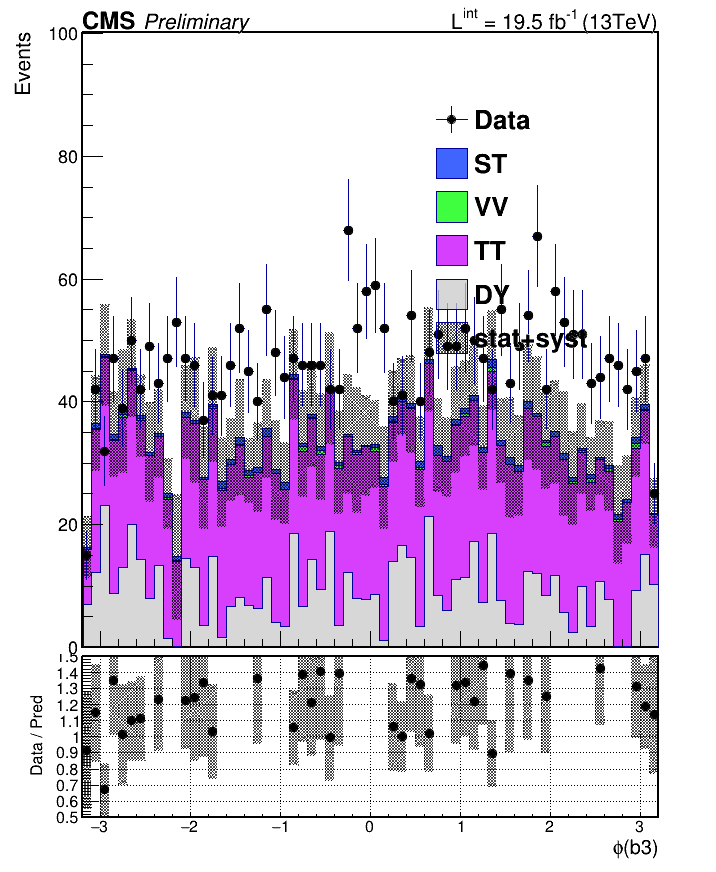 CMS Preliminary
L^int = 19.5 fb^-1 (13TeV)
Events
100
80
60
40
20
0
Data
ST
VV
TT
DY
stat+syst
Data / Pred
1.5
1.4
1.3
1.2
1.1
1
0.9
0.8
0.7
0.6
0.5
−3 −2 −1 0 1 2 3
ϕ(b3)